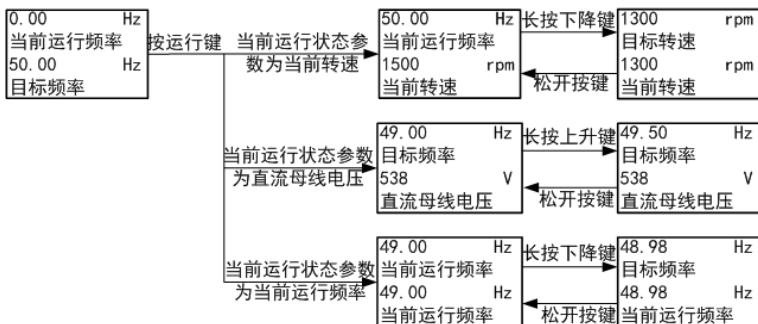 0.00 Hz
当前运行频率
50.00 Hz
目标频率
按运行键
当前运行状态参
数为当前转速
50.00 Hz
当前运行频率
1500 rpm
当前转速
长按下降键
松开按键
1300 rpm
目标转速
1300 rpm
当前转速
当前运行状态参数
为直流母线电压
49.00 Hz
目标频率
538 V
直流母线电压
长按上升键
松开按键
49.50 Hz
目标频率
538 V
直流母线电压
当前运行状态参数
为当前运行频率
49.00 Hz
当前运行频率
49.00 Hz
当前运行频率
长按下降键
松开按键
48.98 Hz
目标频率
48.98 Hz
当前运行频率